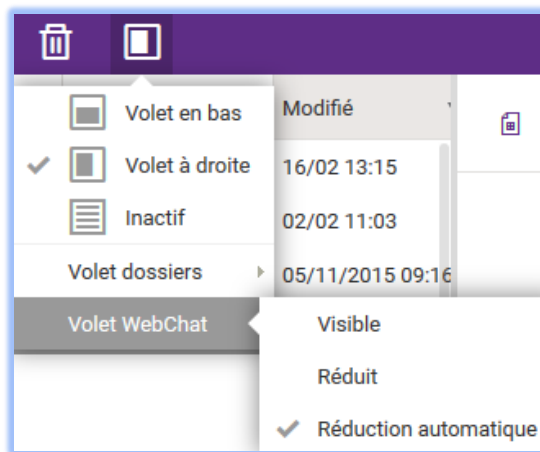 Volet en bas
Modifié
Volet à droite
16/02 13:15
Inactif
02/02 11:03
Volet dossiers
05/11/2015 09:16
Volet WebChat
Visible
Réduit
Réduction automatique